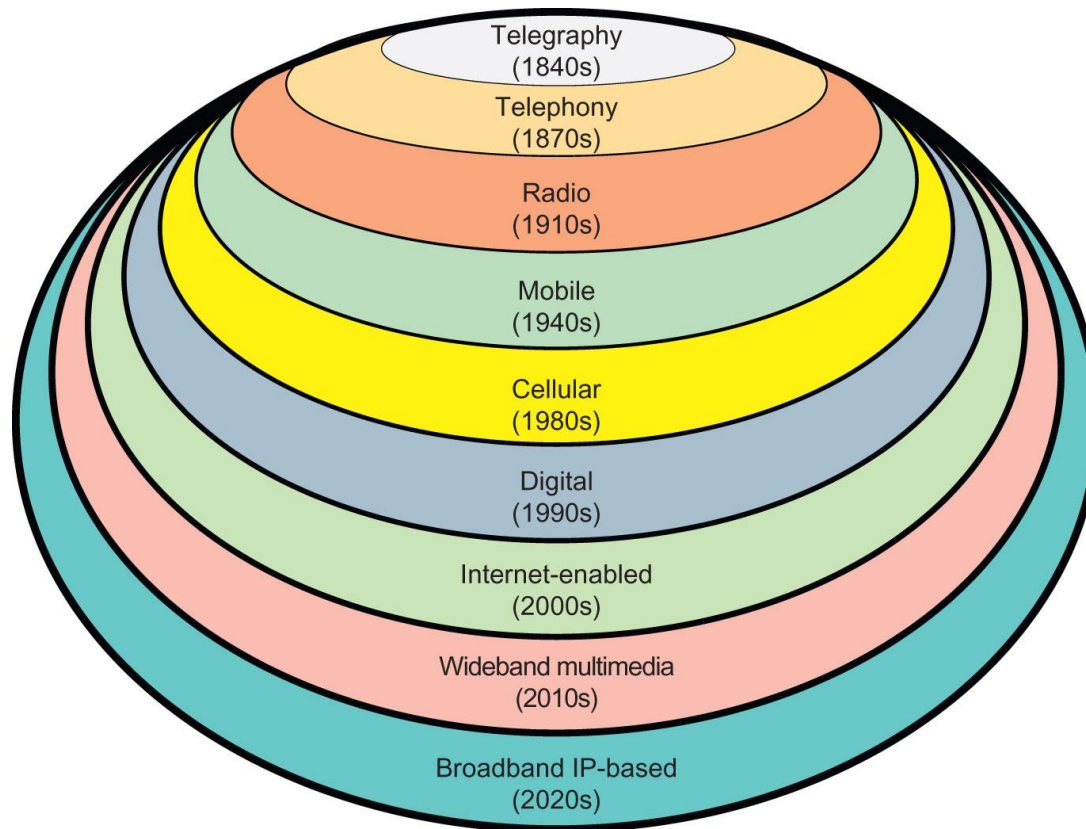 Telegraphy
(1840s)
Telephony
(1870s)
Radio
(1910s)
Mobile
(1940s)
Cellular
(1980s)
Digital
(1990s)
Internet-enabled
(2000s)
Wideband multimedia
(2010s)
Broadband IP-based
(2020s)